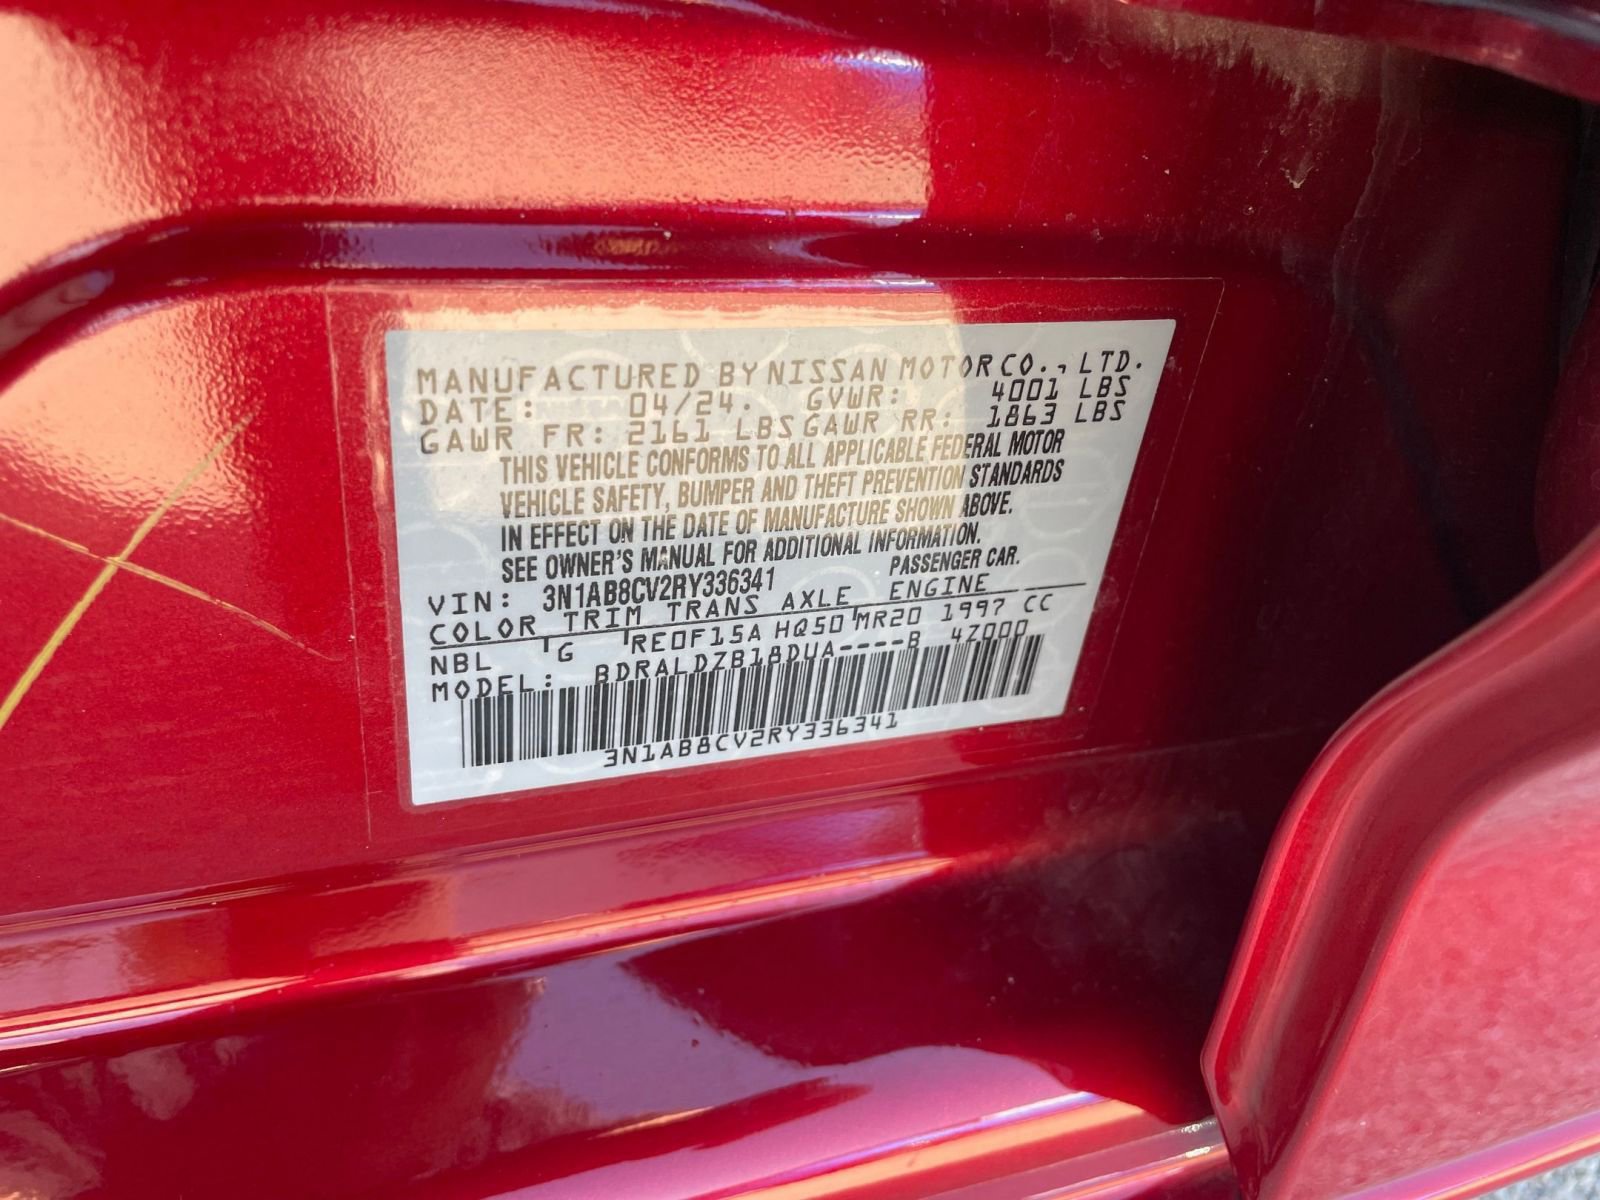 MANUFACTURED BY NISSAN MOTOR CO., LTD.
DATE: 04/24. GVWR: 4001 LBS
GAWR FR: 2161 LBS GAWR RR: 1863 LBS
THIS VEHICLE CONFORMS TO ALL APPLICABLE FEDERAL MOTOR
VEHICLE SAFETY, BUMPER AND THEFT PREVENTION STANDARDS
IN EFFECT ON THE DATE OF MANUFACTURE SHOWN ABOVE.
SEE OWNER'S MANUAL FOR ADDITIONAL INFORMATION.
VIN: 3N1AB8CV2RY336341 PASSENGER CAR.
COLOR TRIM TRANS AXLE ENGINE
NBL G RE0F15A HQ50 MR20 1997 CC
MODEL: BDRALDZB18DUA----B 4Z000
3N1AB8CV2RY336341